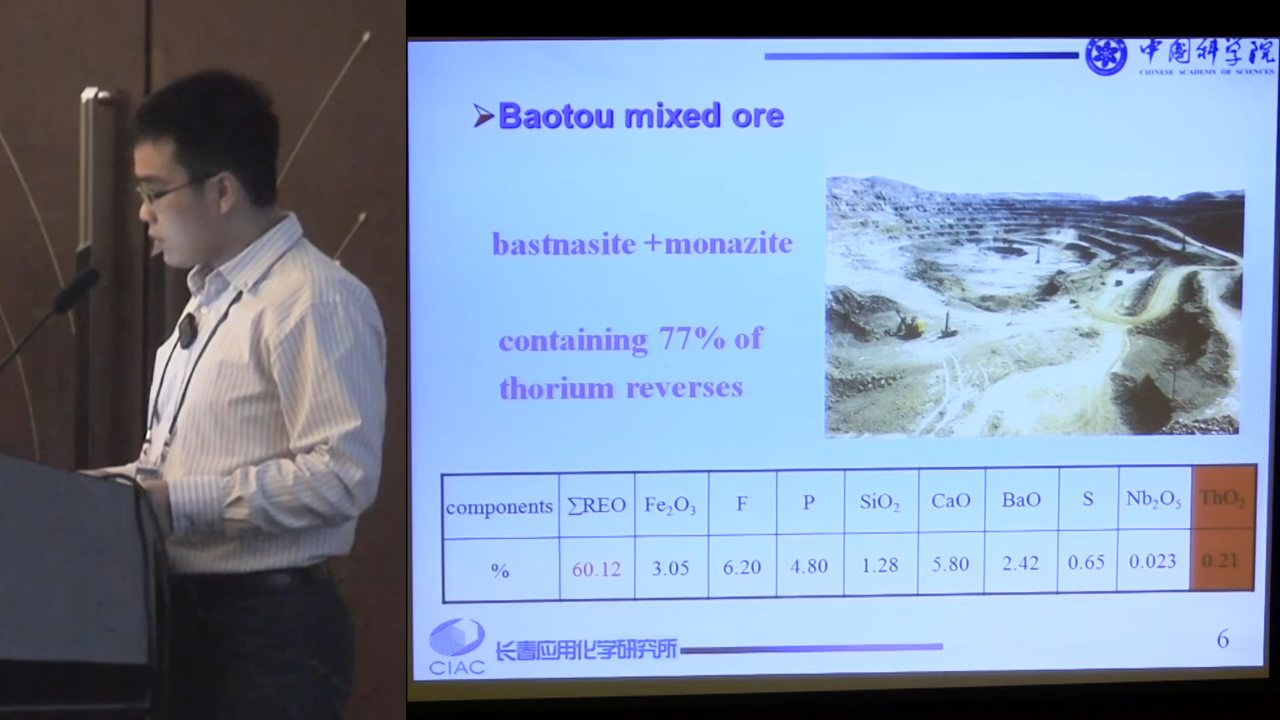 中国科学院
CHINESE ACADEMY OF SCIENCES
➢Baotou mixed ore
bastnasite +monazite
containing 77% of
thorium reverses
components ∑REO Fe₂O₃ F P SiO₂ CaO BaO S Nb₂O₅ ThO₂
% 60.12 3.05 6.20 4.80 1.28 5.80 2.42 0.65 0.023 0.21
CIAC 长春应用化学研究所
6